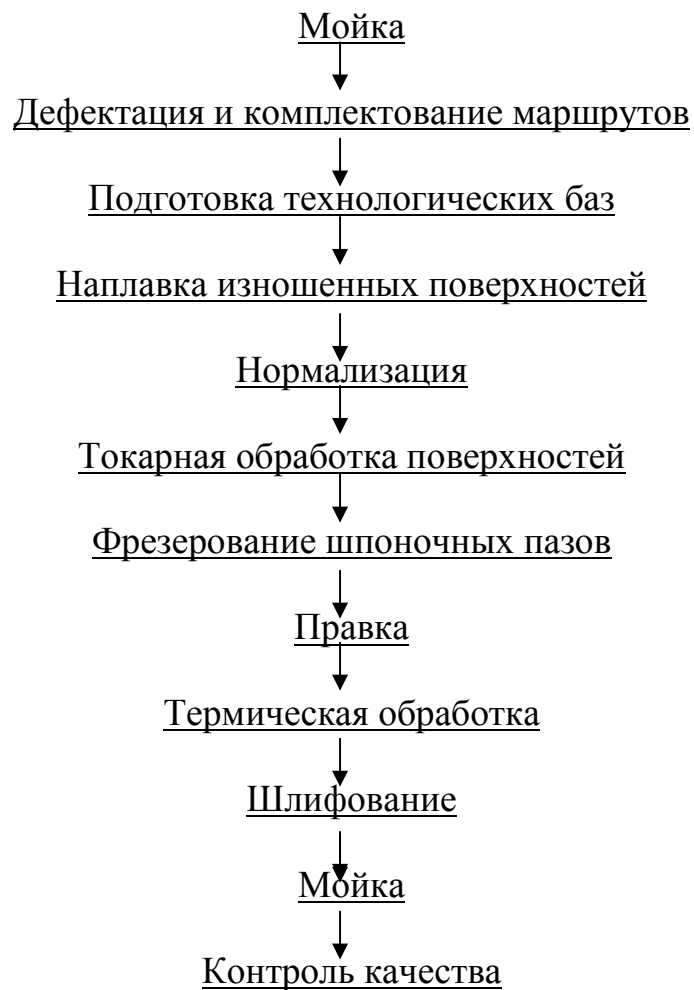 Мойка
Дефектация и комплектование маршрутов
Подготовка технологических баз
Наплавка изношенных поверхностей
Нормализация
Токарная обработка поверхностей
Фрезерование шпоночных пазов
Правка
Термическая обработка
Шлифование
Мойка
Контроль качества